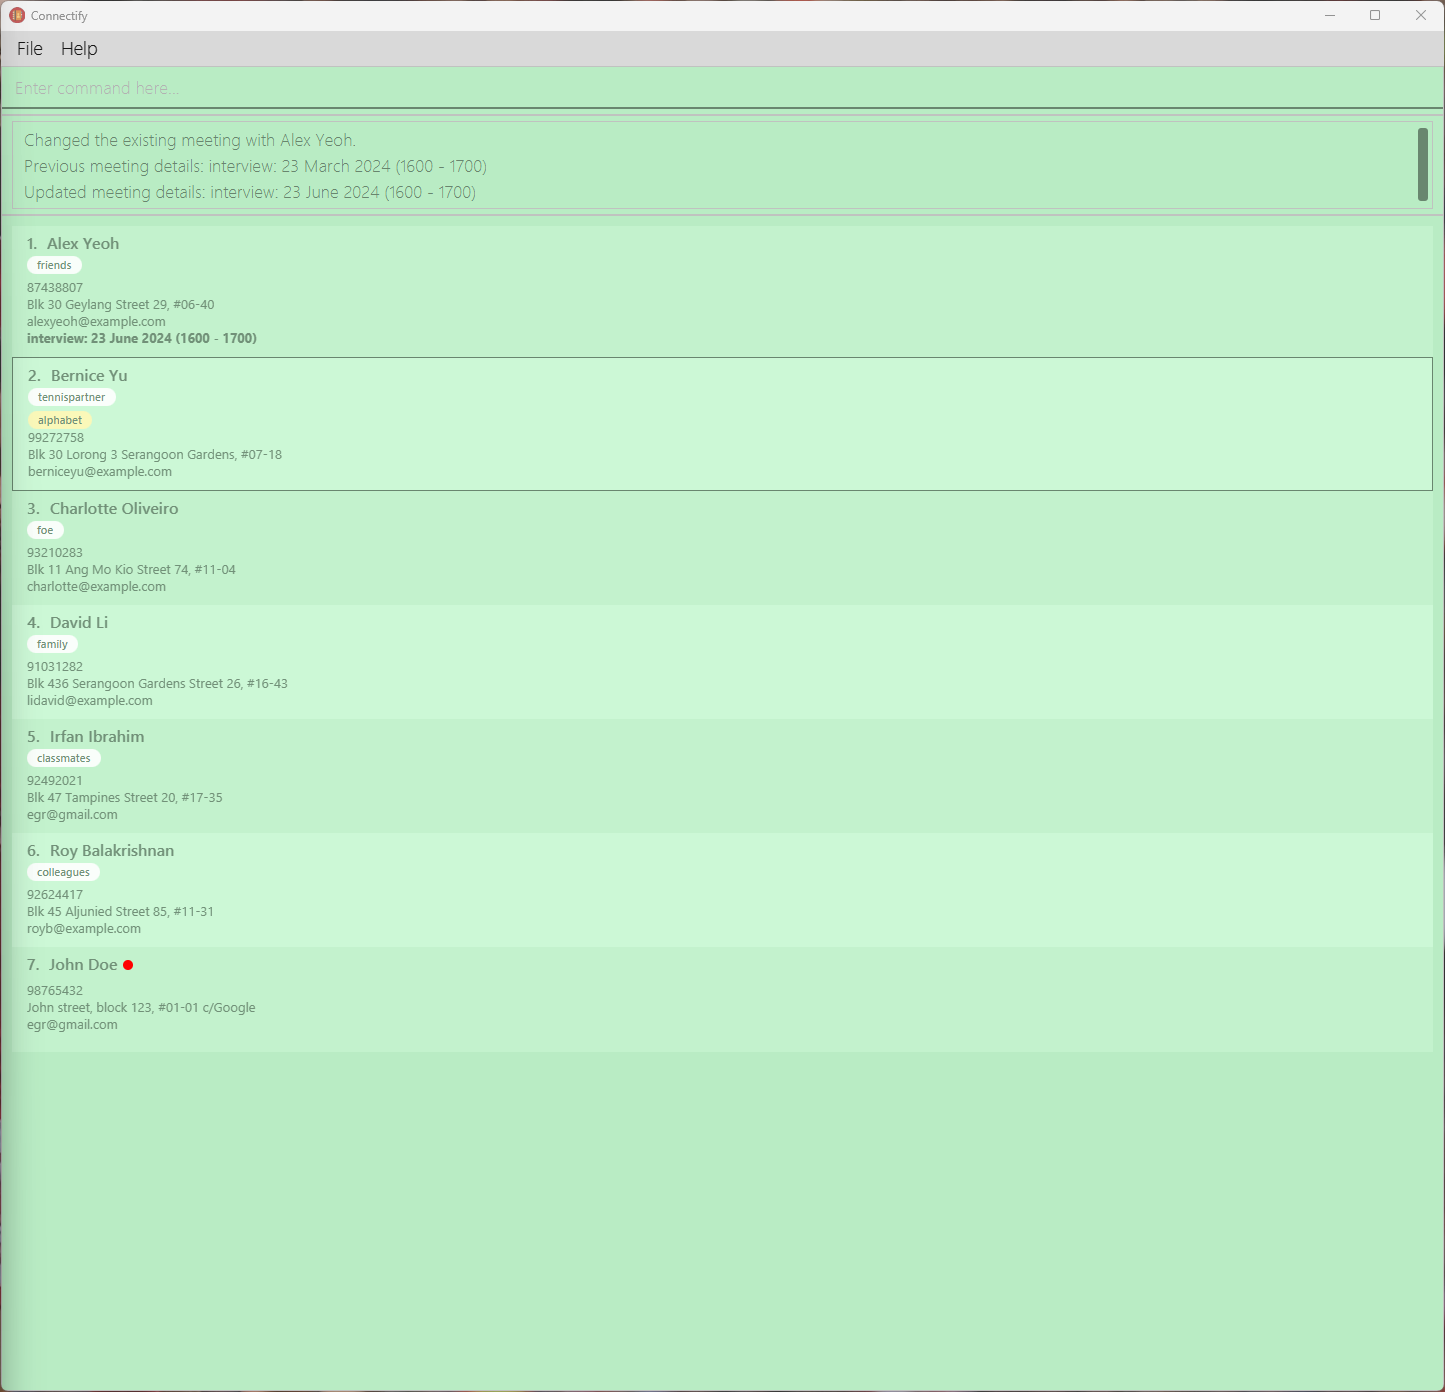 Connectify
File Help
Enter command here...
Changed the existing meeting with Alex Yeoh.
Previous meeting details: interview: 23 March 2024 (1600 - 1700)
Updated meeting details: interview: 23 June 2024 (1600 - 1700)
1. Alex Yeoh
friends
87438807
Blk 30 Geylang Street 29, #06-40
alexyeoh@example.com
interview: 23 June 2024 (1600 - 1700)
2. Bernice Yu
tennispartner
alphabet
99272758
Blk 30 Lorong 3 Serangoon Gardens, #07-18
berniceyu@example.com
3. Charlotte Oliveiro
foe
93210283
Blk 11 Ang Mo Kio Street 74, #11-04
charlotte@example.com
4. David Li
family
91031282
Blk 436 Serangoon Gardens Street 26, #16-43
lidavid@example.com
5. Irfan Ibrahim
classmates
92492021
Blk 47 Tampines Street 20, #17-35
egr@gmail.com
6. Roy Balakrishnan
colleagues
92624417
Blk 45 Aljunied Street 85, #11-31
royb@example.com
7. John Doe
98765432
John street, block 123, #01-01 c/Google
egr@gmail.com